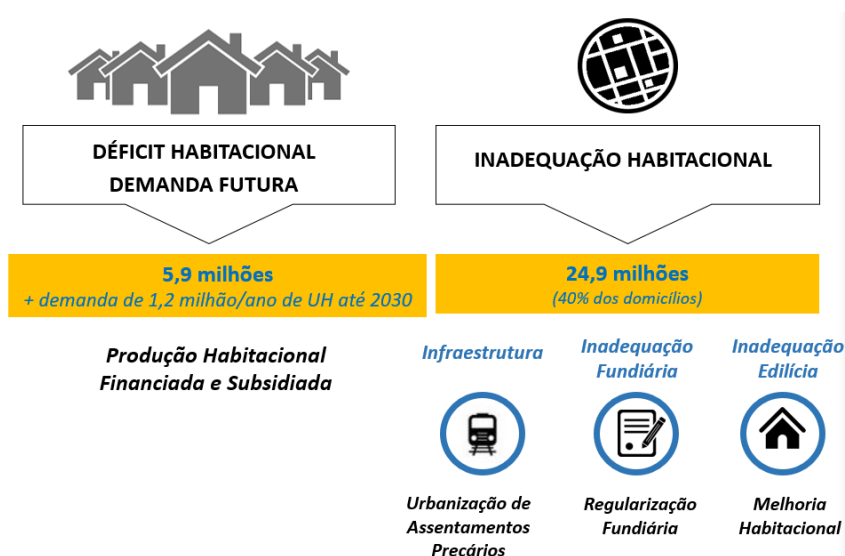 DÉFICIT HABITACIONAL
DEMANDA FUTURA
INADEQUAÇÃO HABITACIONAL
5,9 milhões
+ demanda de 1,2 milhão/ano de UH até 2030
24,9 milhões
(40% dos domicílios)
Produção Habitacional
Financiada e Subsidiada
Infraestrutura
Inadequação
Fundiária
Inadequação
Edilícia
Urbanização de
Assentamentos
Precários
Regularização
Fundiária
Melhoria
Habitacional